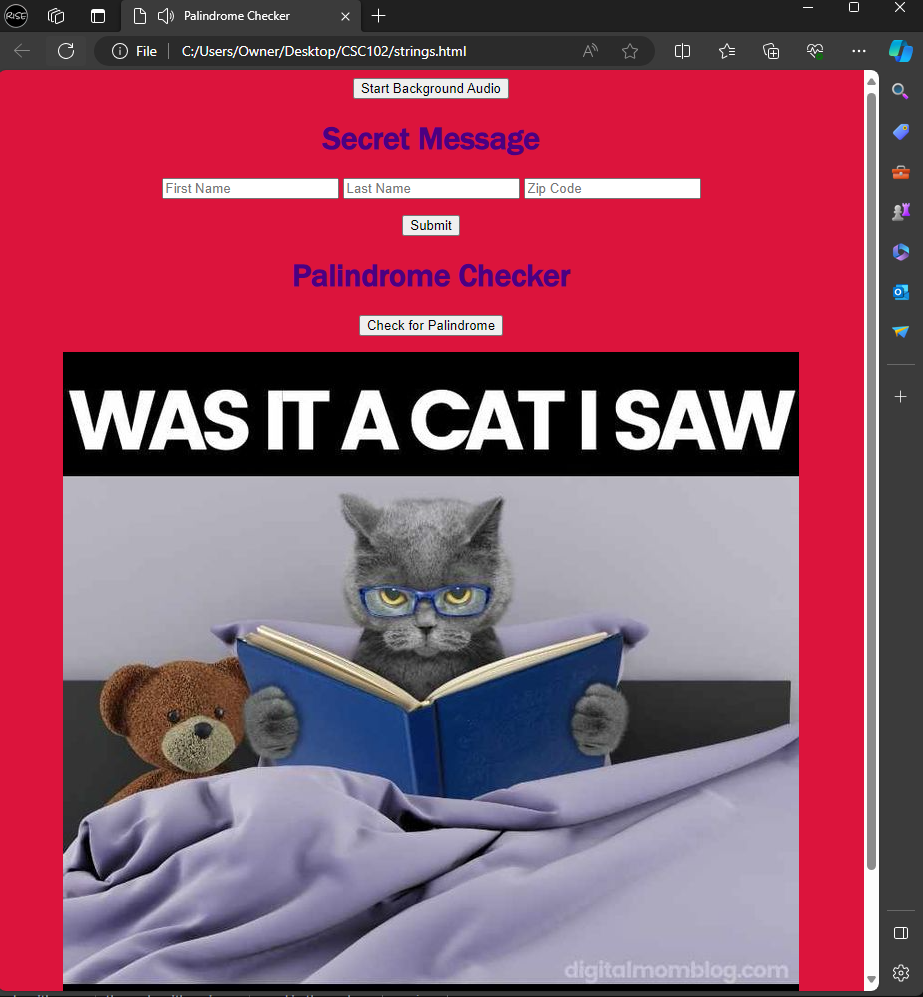 RISE
Palindrome Checker
File
C:/Users/Owner/Desktop/CSC102/strings.html
Start Background Audio
Secret Message
First Name Last Name Zip Code
Submit
Palindrome Checker
Check for Palindrome
WAS IT A CAT I SAW
digitalmomblog.com